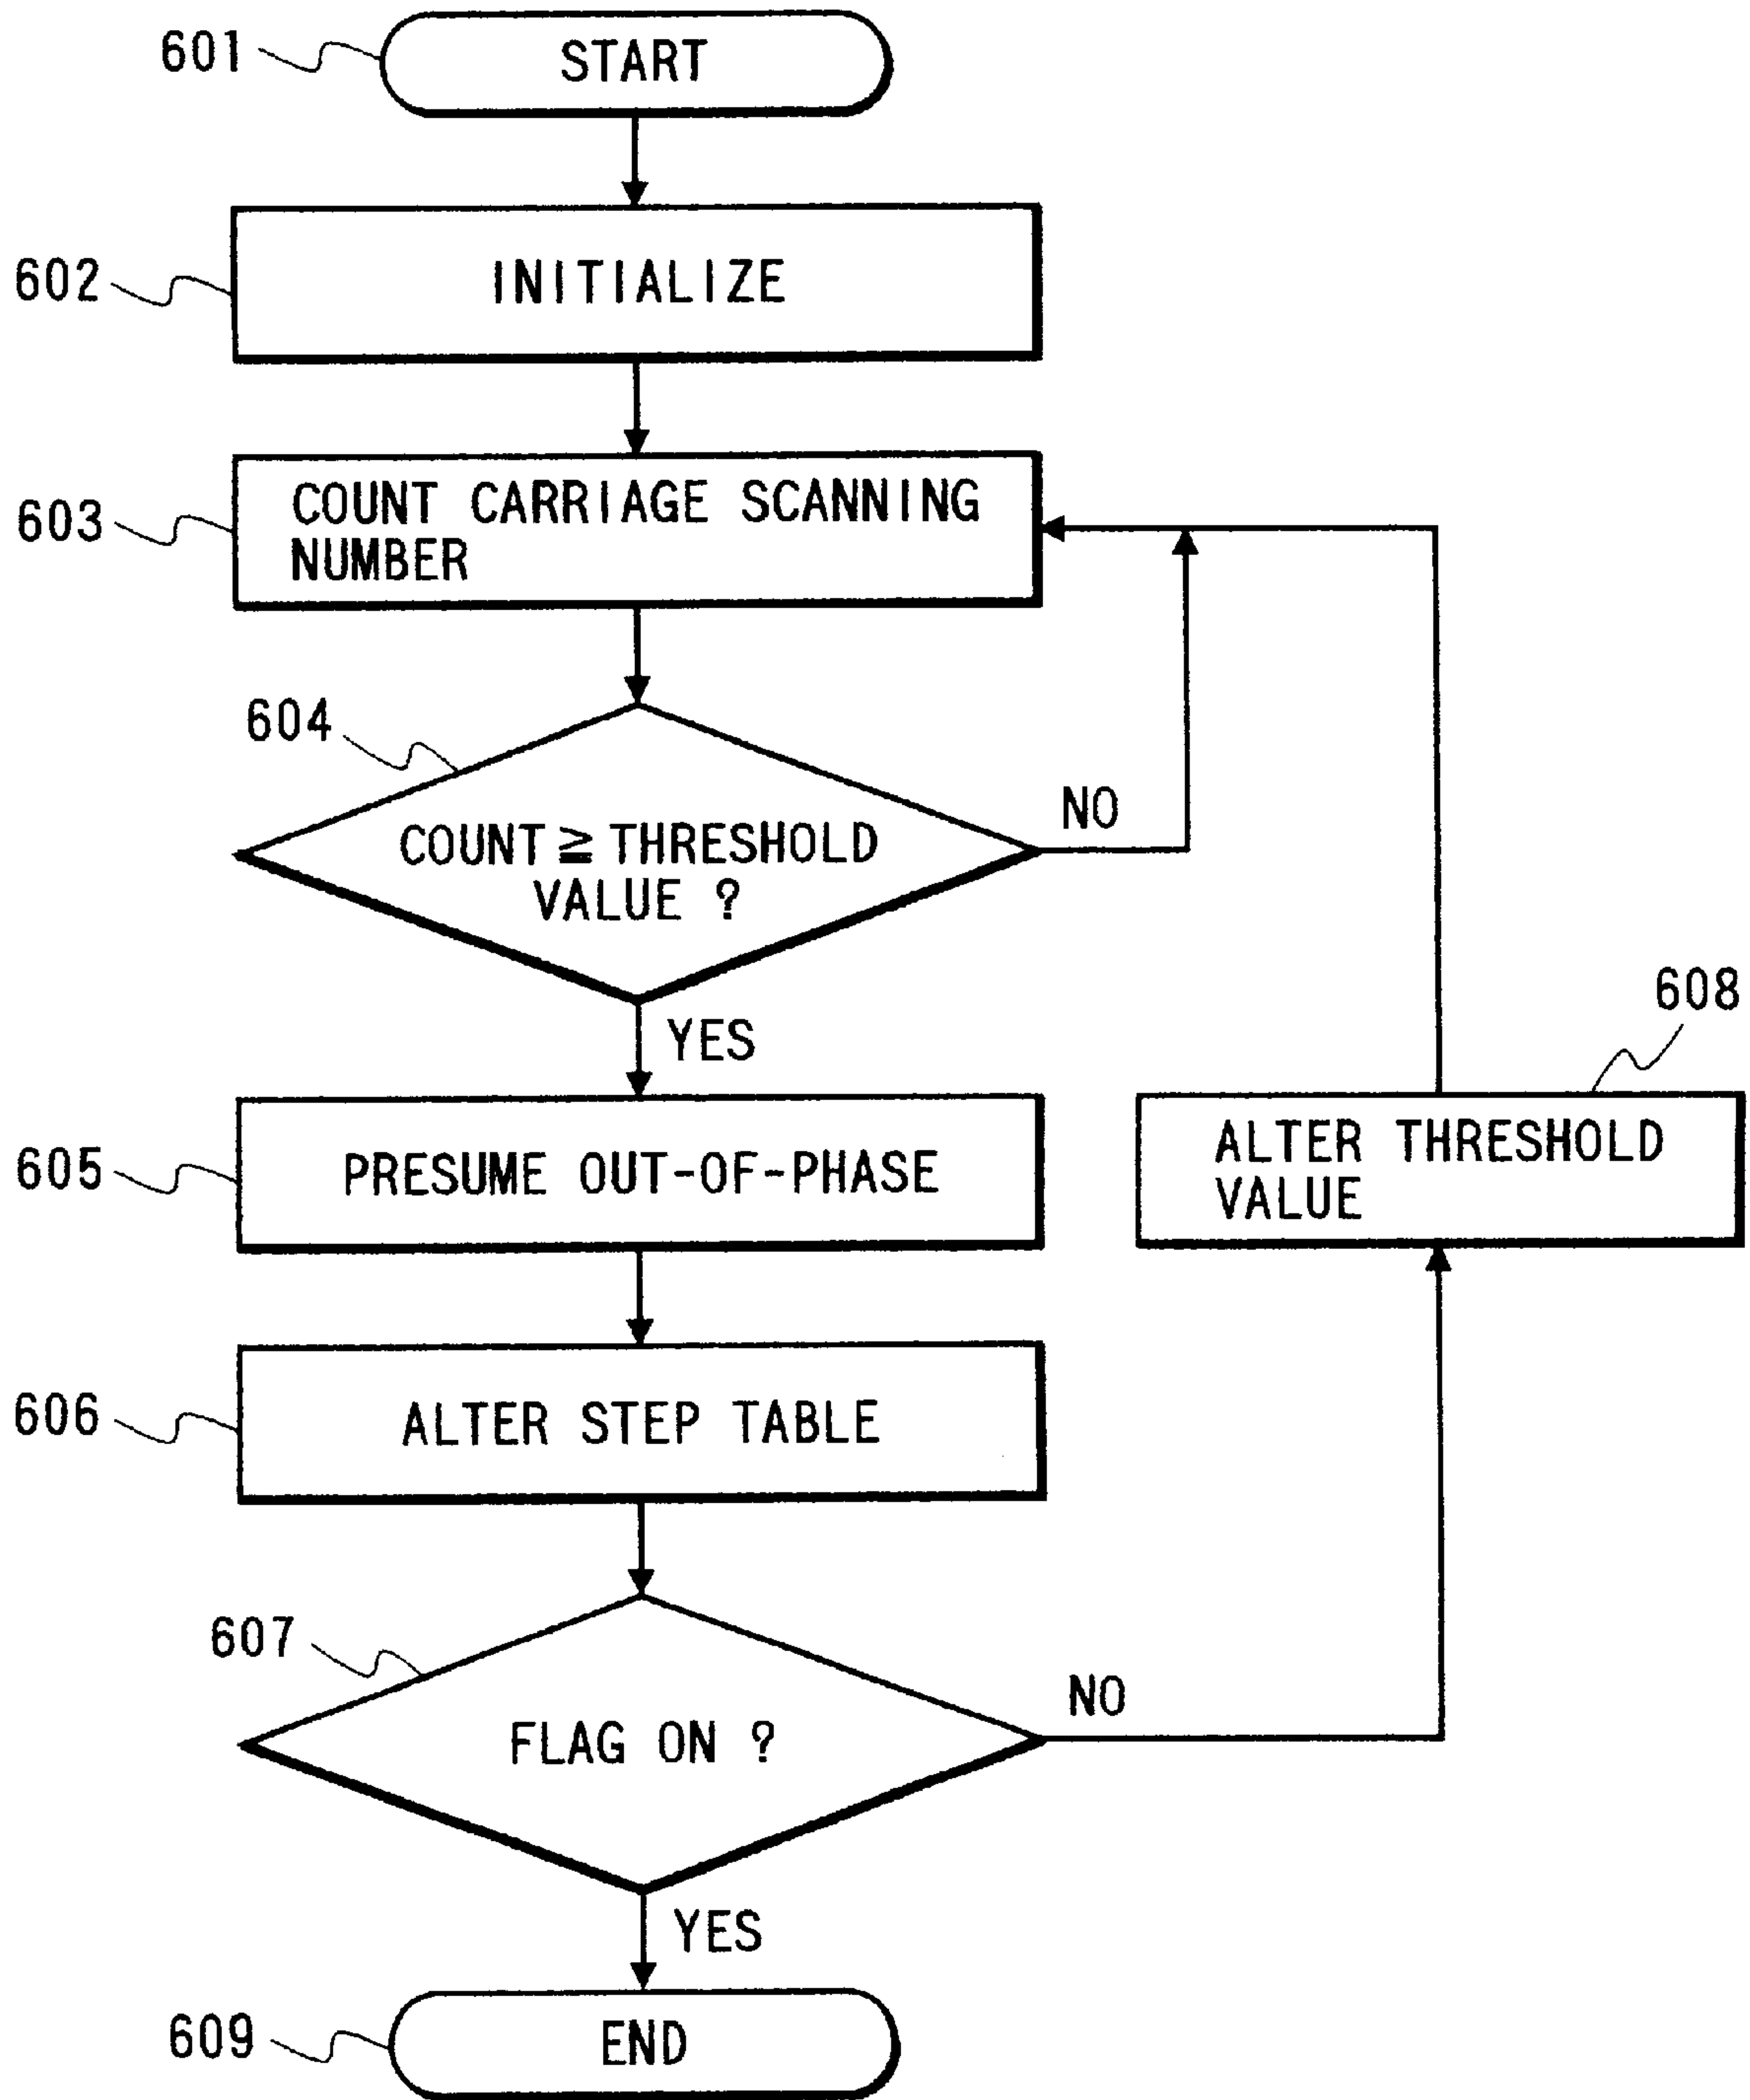 601
START
602
INITIALIZE
603
COUNT CARRIAGE SCANNING
NUMBER
604
COUNT ≧ THRESHOLD
VALUE ?
NO
YES
608
605
PRESUME OUT-OF-PHASE
ALTER THRESHOLD
VALUE
606
ALTER STEP TABLE
607
FLAG ON ?
NO
YES
609
END